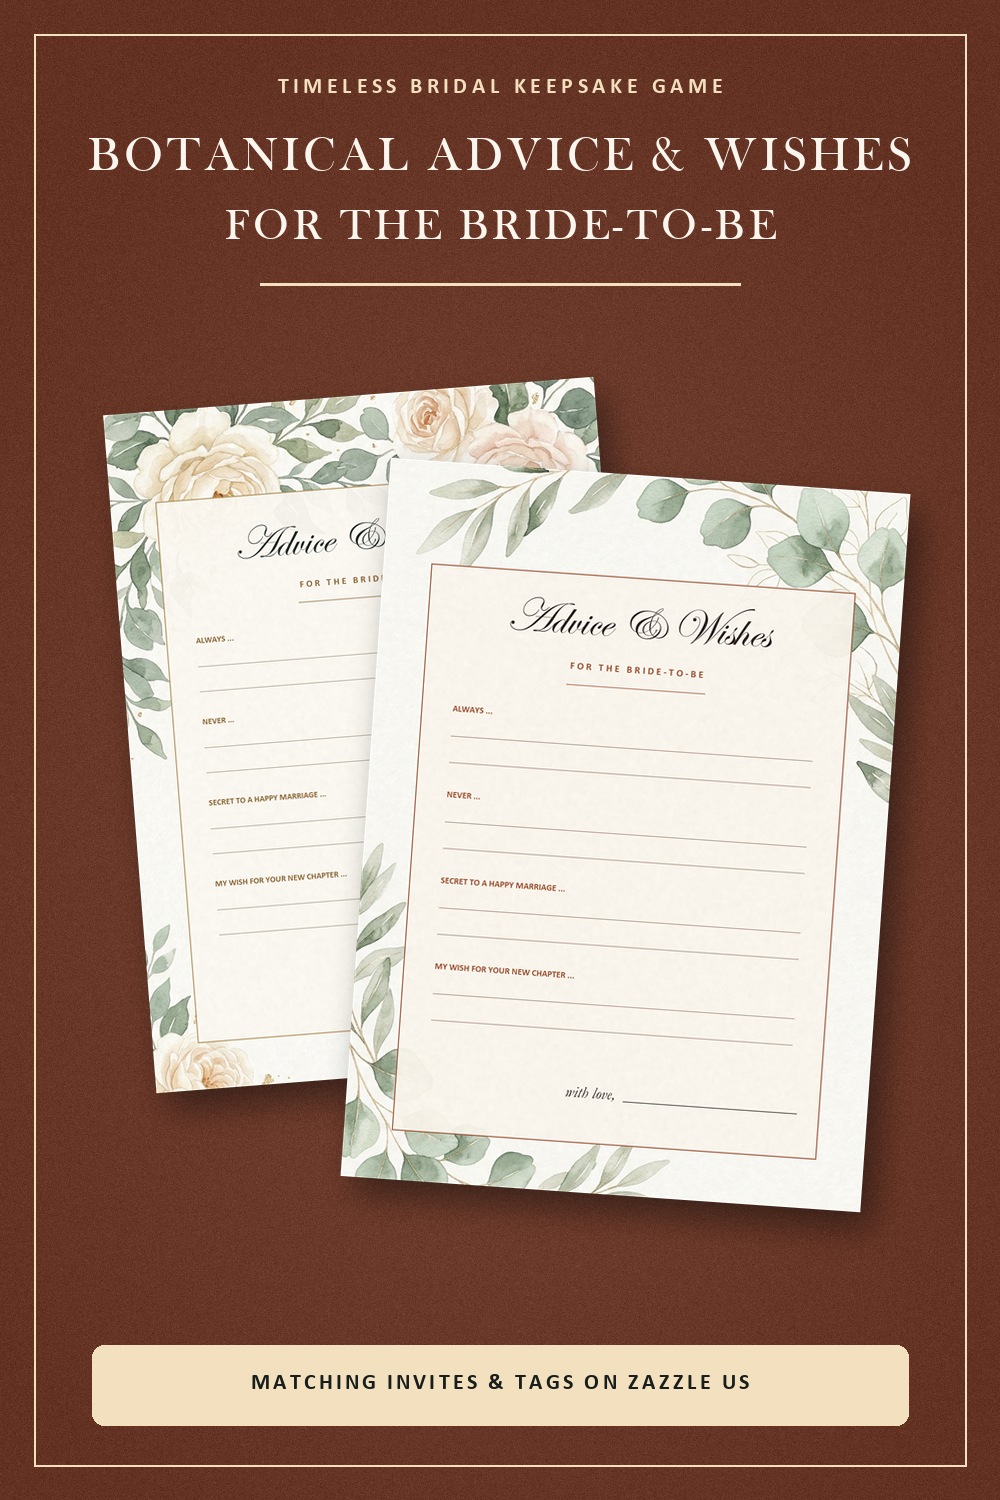 TIMELESS BRIDAL KEEPSAKE GAME
BOTANICAL ADVICE & WISHES
FOR THE BRIDE-TO-BE
Advice &
FOR THE
ALWAYS ...
NEVER ...
SECRET TO A HAPPY MARRIAGE ...
MY WISH FOR YOUR NEW CHAPTER ...
Advice & Wishes
FOR THE BRIDE-TO-BE
ALWAYS ...
NEVER ...
SECRET TO A HAPPY MARRIAGE ...
MY WISH FOR YOUR NEW CHAPTER ...
with love,
MATCHING INVITES & TAGS ON ZAZZLE US